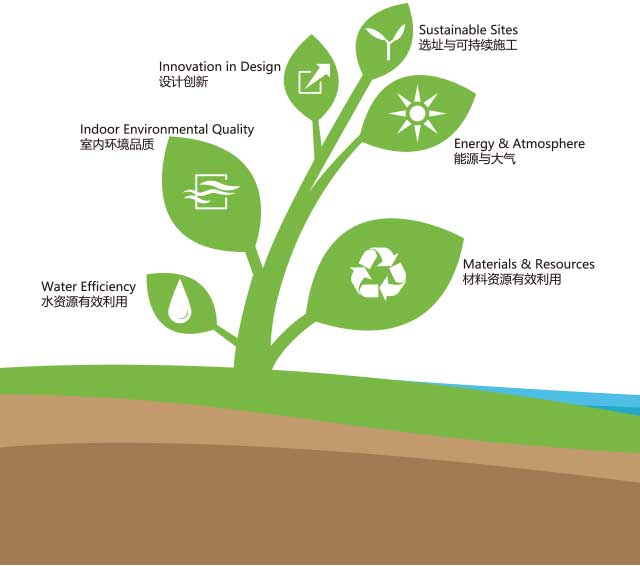 Sustainable Sites
选址与可持续施工
Innovation in Design
设计创新
Indoor Environmental Quality
室内环境品质
Energy & Atmosphere
能源与大气
Materials & Resources
材料资源有效利用
Water Efficiency
水资源有效利用